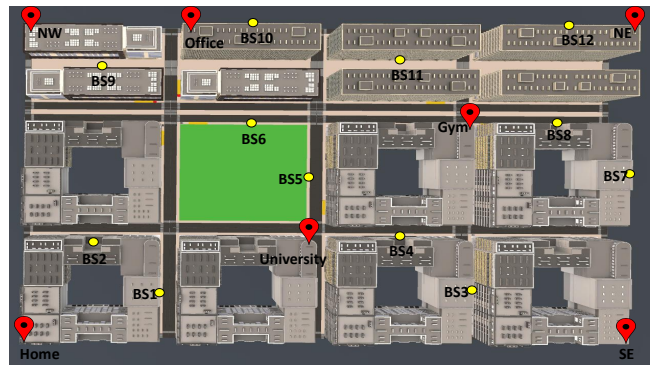 NW
Office
BS10
BS12
NE
BS9
BS11
BS6
Gym
BS8
BS5
BS7
BS2
University
BS4
BS1
BS3
Home
SE